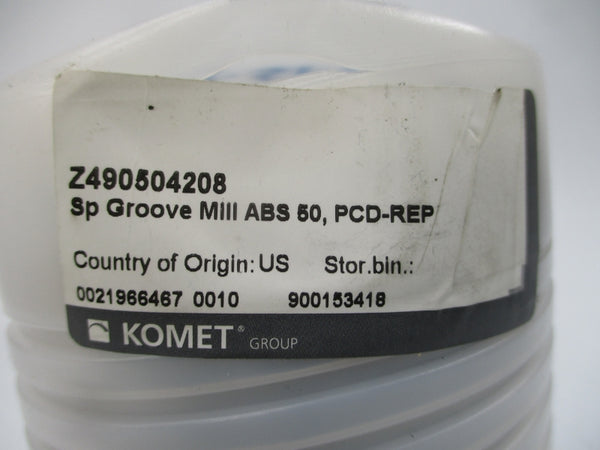 Z490504208
Sp Groove Mill ABS 50, PCD-REP
Country of Origin: US Stor.bin.:
0021966467 0010 900153418
KOMET® GROUP